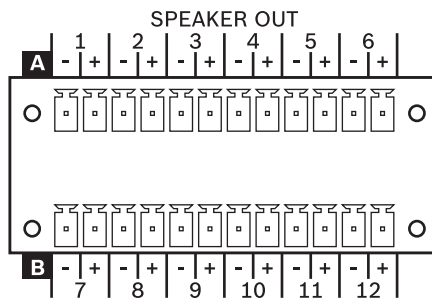 SPEAKER OUT
1 2 3 4 5 6
A - + - + - + - + - + - +
B - + - + - + - + - + - +
7 8 9 10 11 12